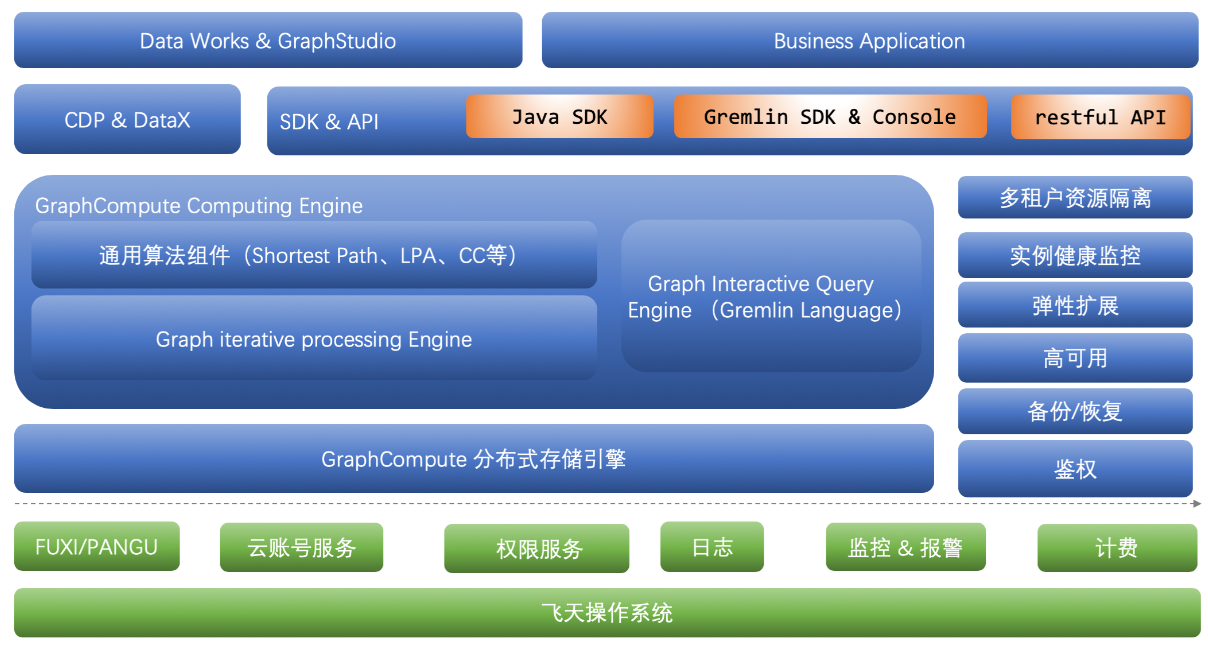 Data Works & GraphStudio
Business Application
CDP & DataX
SDK & API
Java SDK
Gremlin SDK & Console
restful API
GraphCompute Computing Engine
通用算法组件（Shortest Path、LPA、CC等）
Graph iterative processing Engine
Graph Interactive Query
Engine （Gremlin Language）
多租户资源隔离
实例健康监控
弹性扩展
高可用
备份/恢复
鉴权
GraphCompute 分布式存储引擎
FUXI/PANGU
云账号服务
权限服务
日志
监控 & 报警
计费
飞天操作系统